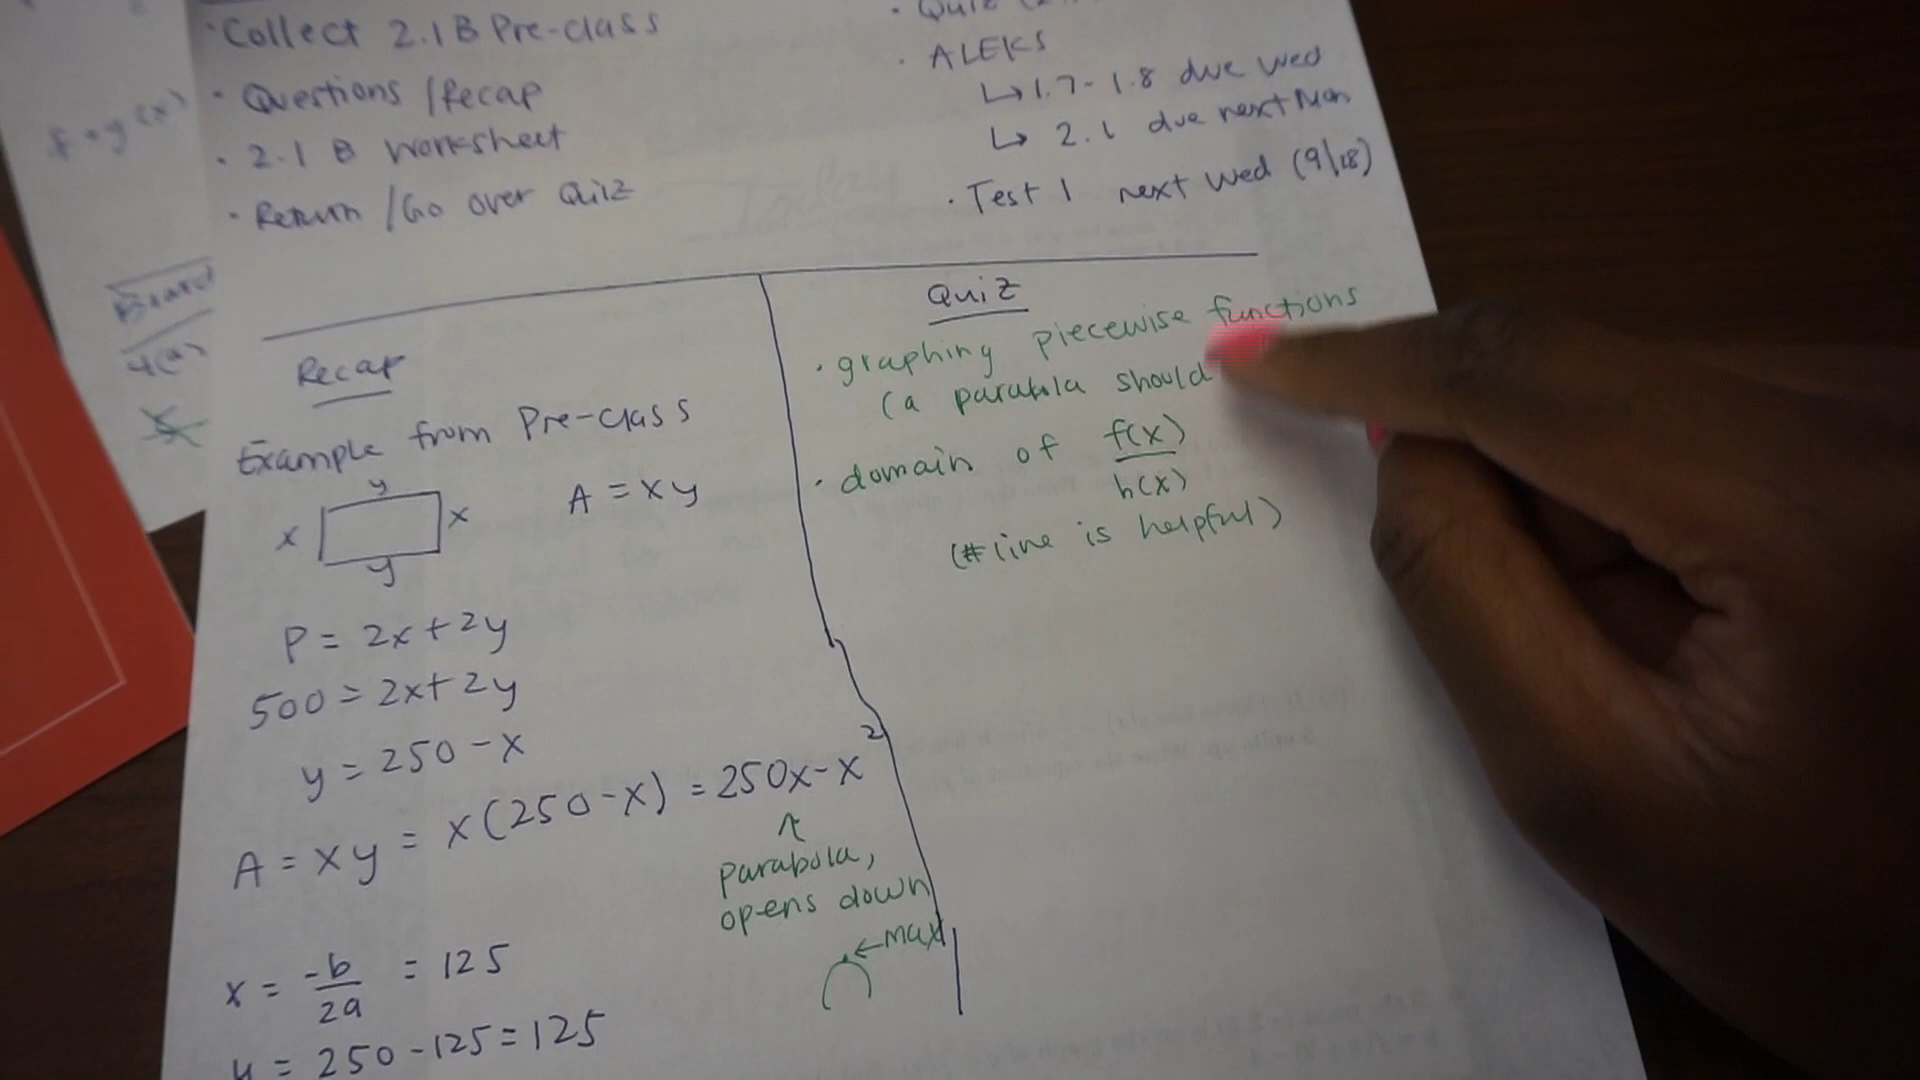 · Collect 2.1 B Pre-class
· Questions / Recap
· 2.1 B Worksheet
· Return / Go over Quiz
· Quiz
· ALEKS
↳ 1.7 - 1.8 due wed
↳ 2.1 due next Mon
· Test 1 next wed (9/18)
f · g(x)
Board
Recap
Example from Pre-class
y
x x A = xy
y
P = 2x + 2y
500 = 2x + 2y
y = 250 - x
A = xy = x(250 - x) = 250x - x²
↑
parabola,
opens down
← max
x = -b/2a = 125
y = 250 - 125 = 125
Quiz
· graphing piecewise functions
(a parabola should
· domain of f(x)/h(x)
(# line is helpful)